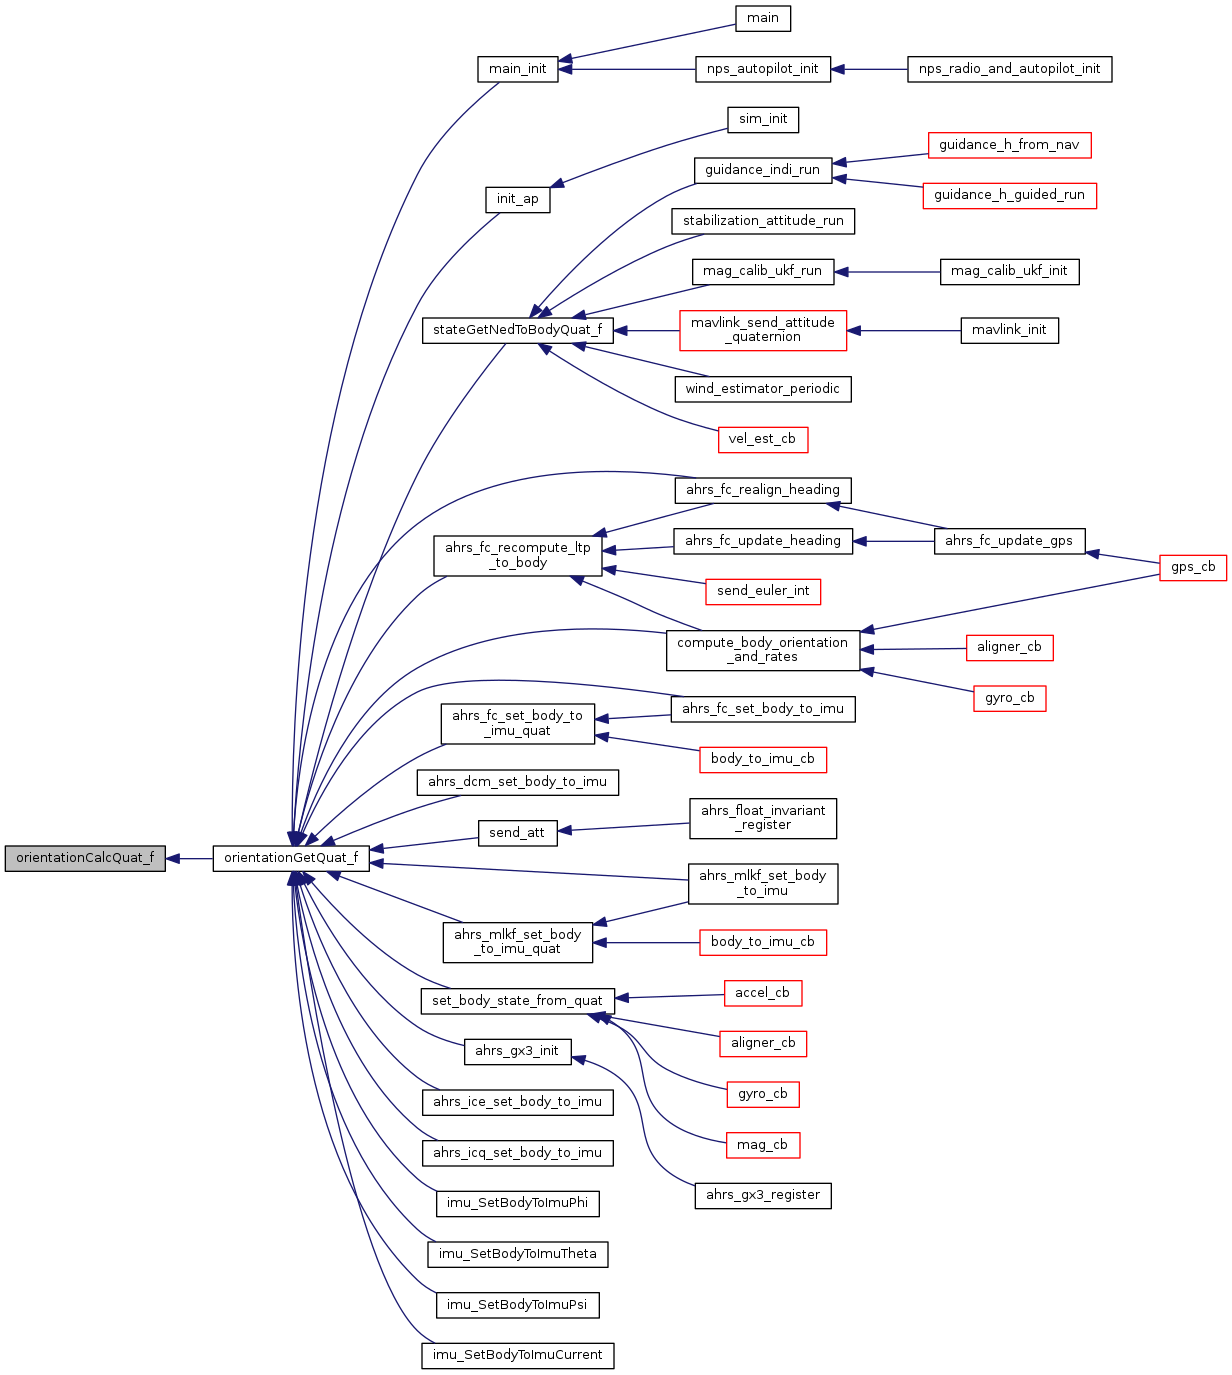 main
main_init
nps_autopilot_init
nps_radio_and_autopilot_init
sim_init
guidance_h_from_nav
guidance_indi_run
guidance_h_guided_run
init_ap
stabilization_attitude_run
mag_calib_ukf_run
mag_calib_ukf_init
stateGetNedToBodyQuat_f
mavlink_send_attitude
_quaternion
mavlink_init
wind_estimator_periodic
vel_est_cb
ahrs_fc_realign_heading
ahrs_fc_recompute_ltp
_to_body
ahrs_fc_update_heading
ahrs_fc_update_gps
gps_cb
send_euler_int
compute_body_orientation
_and_rates
aligner_cb
gyro_cb
ahrs_fc_set_body_to_imu
ahrs_fc_set_body_to
_imu_quat
body_to_imu_cb
ahrs_dcm_set_body_to_imu
ahrs_float_invariant
_register
send_att
orientationCalcQuat_f
orientationGetQuat_f
ahrs_mlkf_set_body
_to_imu
ahrs_mlkf_set_body
_to_imu_quat
body_to_imu_cb
set_body_state_from_quat
accel_cb
aligner_cb
ahrs_gx3_init
gyro_cb
ahrs_ice_set_body_to_imu
mag_cb
ahrs_icq_set_body_to_imu
ahrs_gx3_register
imu_SetBodyToImuPhi
imu_SetBodyToImuTheta
imu_SetBodyToImuPsi
imu_SetBodyToImuCurrent